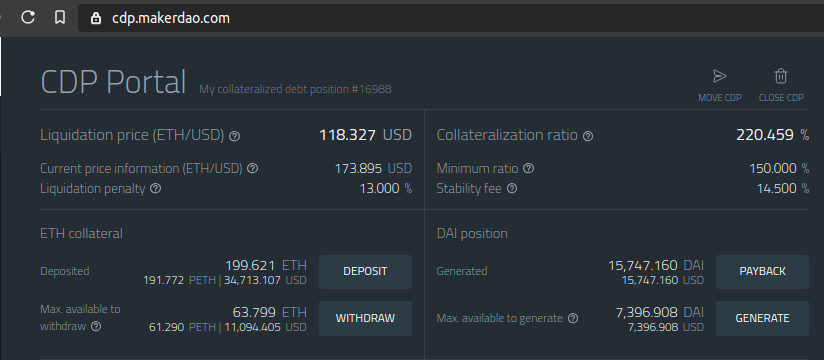 cdp.makerdao.com
CDP Portal My collateralized debt position #16988
MOVE CDP CLOSE CDP
Liquidation price (ETH/USD) ? 118.327 USD
Current price information (ETH/USD) ? 173.895 USD
Liquidation penalty ? 13.000 %
Collateralization ratio ? 220.459 %
Minimum ratio ? 150.000 %
Stability fee ? 14.500 %
ETH collateral
Deposited 199.621 ETH
191.772 PETH | 34,713.107 USD
DEPOSIT
Max. available to
withdraw ? 63.799 ETH
61.290 PETH | 11,094.405 USD
WITHDRAW
DAI position
Generated 15,747.160 DAI
15,747.160 USD
PAYBACK
Max. available to generate ? 7,396.908 DAI
7,396.908 USD
GENERATE